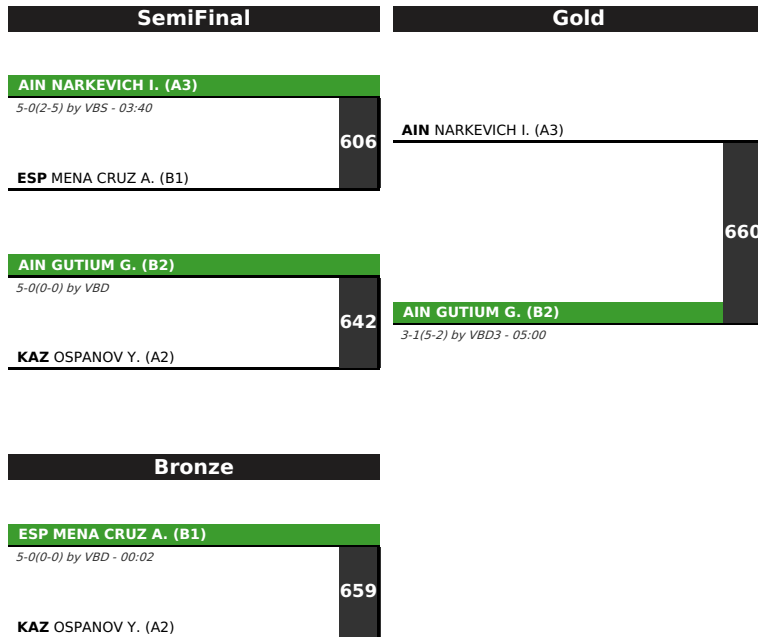 SemiFinal
AIN NARKEVICH I. (A3)
5-0(2-5) by VBS - 03:40
606
ESP MENA CRUZ A. (B1)
AIN GUTIUM G. (B2)
5-0(0-0) by VBD
642
KAZ OSPANOV Y. (A2)
Gold
AIN NARKEVICH I. (A3)
660
AIN GUTIUM G. (B2)
3-1(5-2) by VBD3 - 05:00
Bronze
ESP MENA CRUZ A. (B1)
5-0(0-0) by VBD - 00:02
659
KAZ OSPANOV Y. (A2)